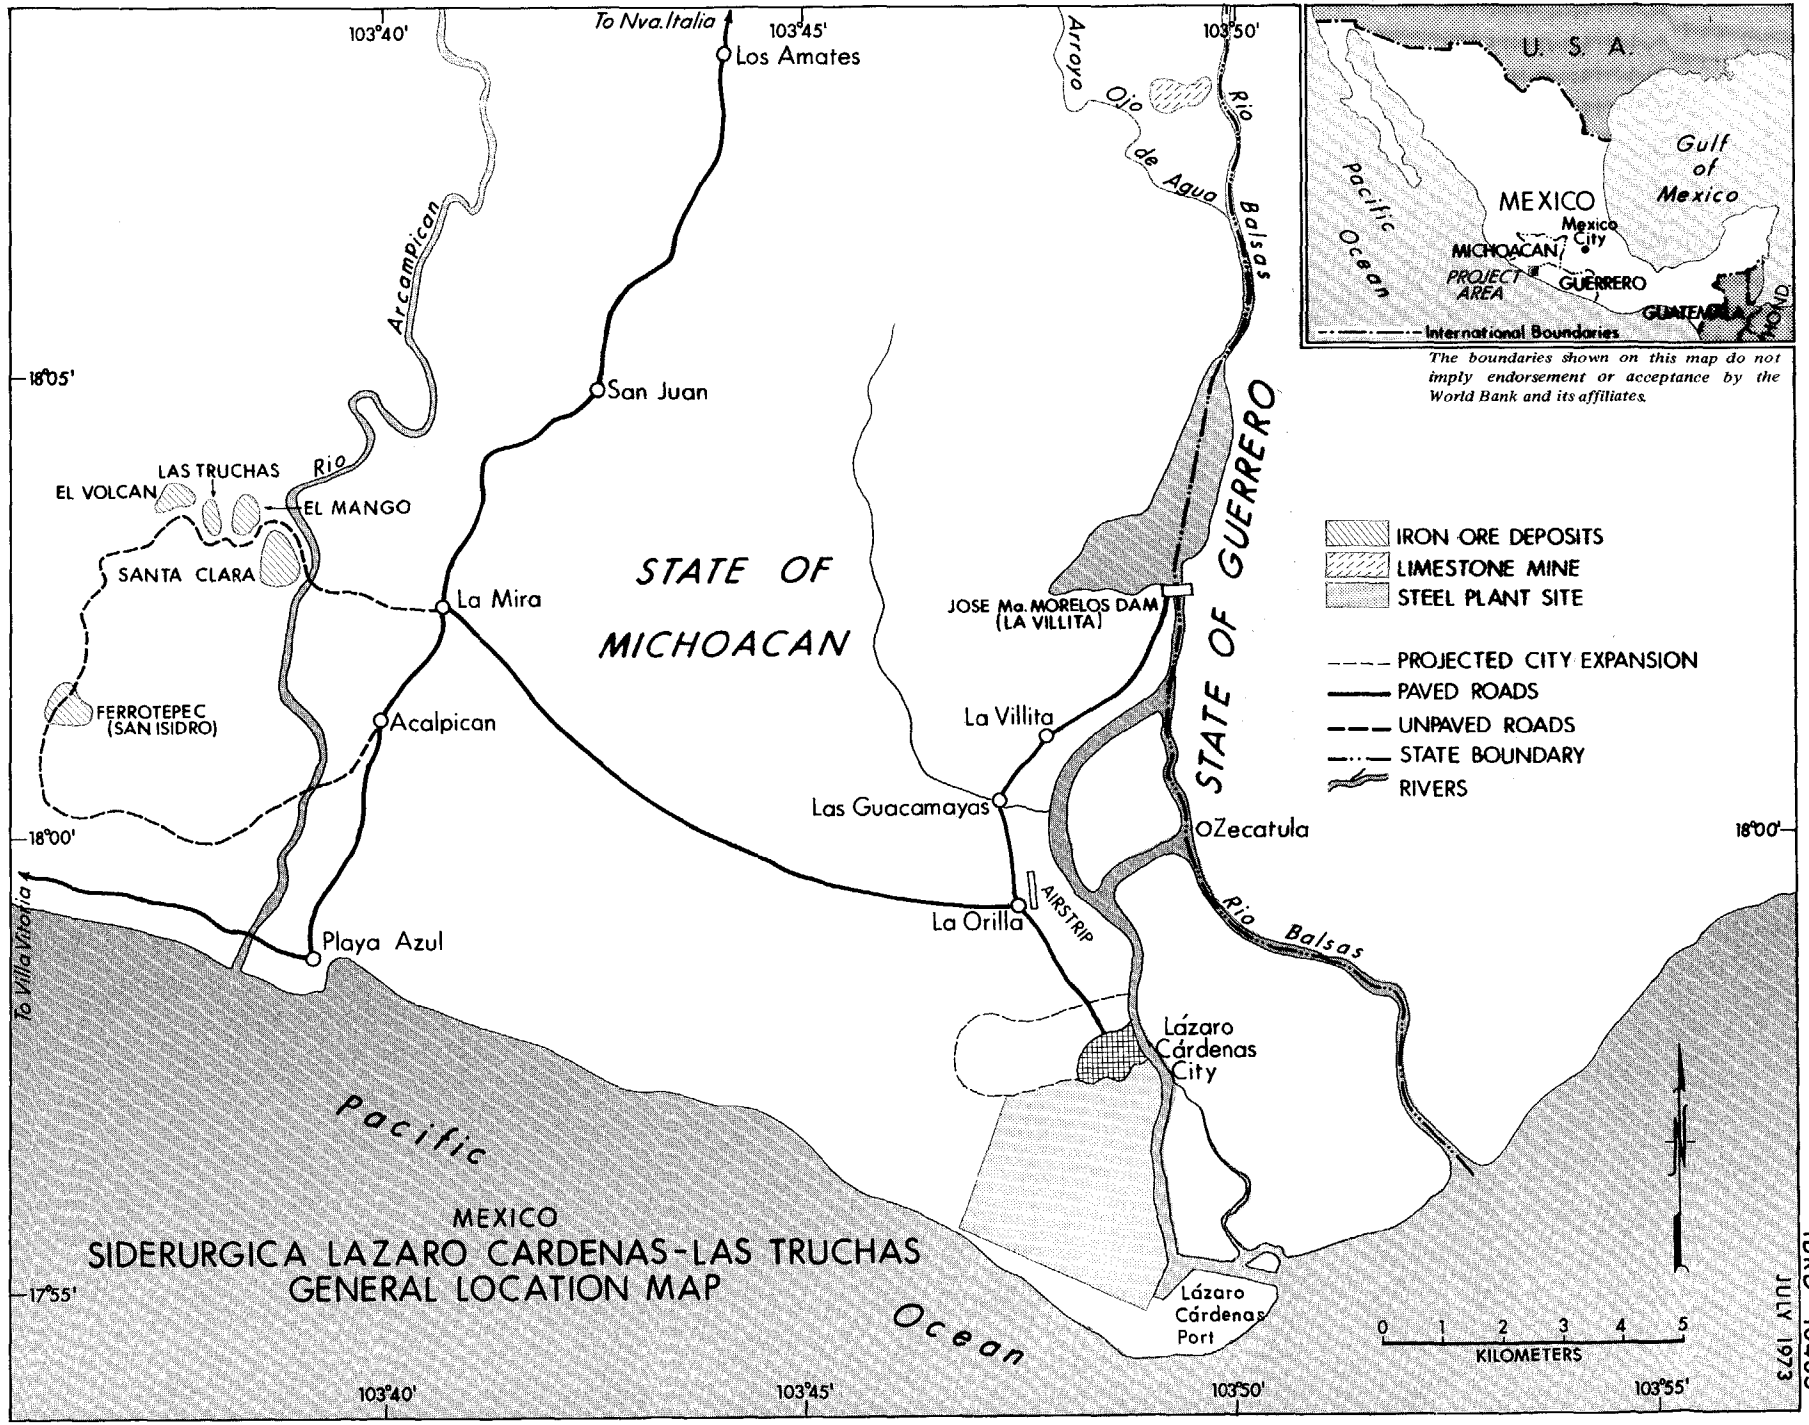 103°40'
To Nva. Italia
103°45'
103°50'
Los Amates
Arroyo
Ojo
de Agua
Rio
Balsas
U. S. A.
Gulf
of
Mexico
Pacific
Ocean
MEXICO
Mexico
City
MICHOACAN
PROJECT
AREA
GUERRERO
GUATEMALA
HOND.
International Boundaries
The boundaries shown on this map do not
imply endorsement or acceptance by the
World Bank and its affiliates.
Arcampican
Rio
18°05'
San Juan
LAS TRUCHAS
EL VOLCAN
EL MANGO
SANTA CLARA
FERROTEPEC
(SAN ISIDRO)
La Mira
Acalpican
STATE OF
MICHOACAN
STATE OF GUERRERO
JOSE Ma. MORELOS DAM
(LA VILLITA)
La Villita
Las Guacamayas
OZecatula
IRON ORE DEPOSITS
LIMESTONE MINE
STEEL PLANT SITE
PROJECTED CITY EXPANSION
PAVED ROADS
UNPAVED ROADS
STATE BOUNDARY
RIVERS
18°00'
18°00'
To Villa Vitoria
Playa Azul
La Orilla
AIRSTRIP
Rio
Balsas
Lázaro
Cárdenas
City
Pacific
Ocean
MEXICO
SIDERURGICA LAZARO CARDENAS-LAS TRUCHAS
GENERAL LOCATION MAP
17°55'
Lázaro
Cárdenas
Port
0 1 2 3 4 5
KILOMETERS
JULY 1973
103°40'
103°45'
103°50'
103°55'